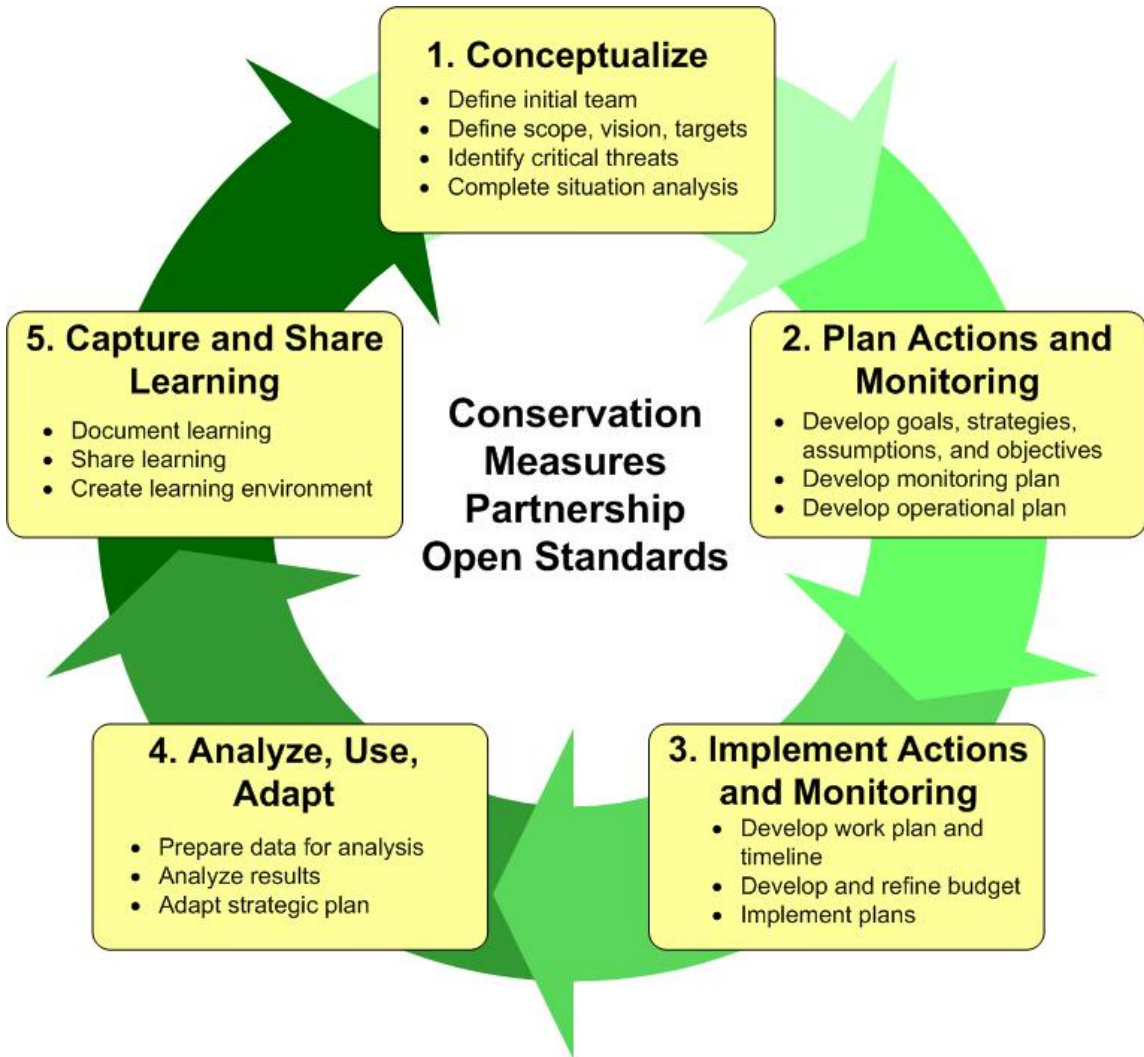 1. Conceptualize
• Define initial team
• Define scope, vision, targets
• Identify critical threats
• Complete situation analysis
2. Plan Actions and
Monitoring
• Develop goals, strategies,
assumptions, and objectives
• Develop monitoring plan
• Develop operational plan
3. Implement Actions
and Monitoring
• Develop work plan and
timeline
• Develop and refine budget
• Implement plans
4. Analyze, Use,
Adapt
• Prepare data for analysis
• Analyze results
• Adapt strategic plan
5. Capture and Share
Learning
• Document learning
• Share learning
• Create learning environment
Conservation
Measures
Partnership
Open Standards